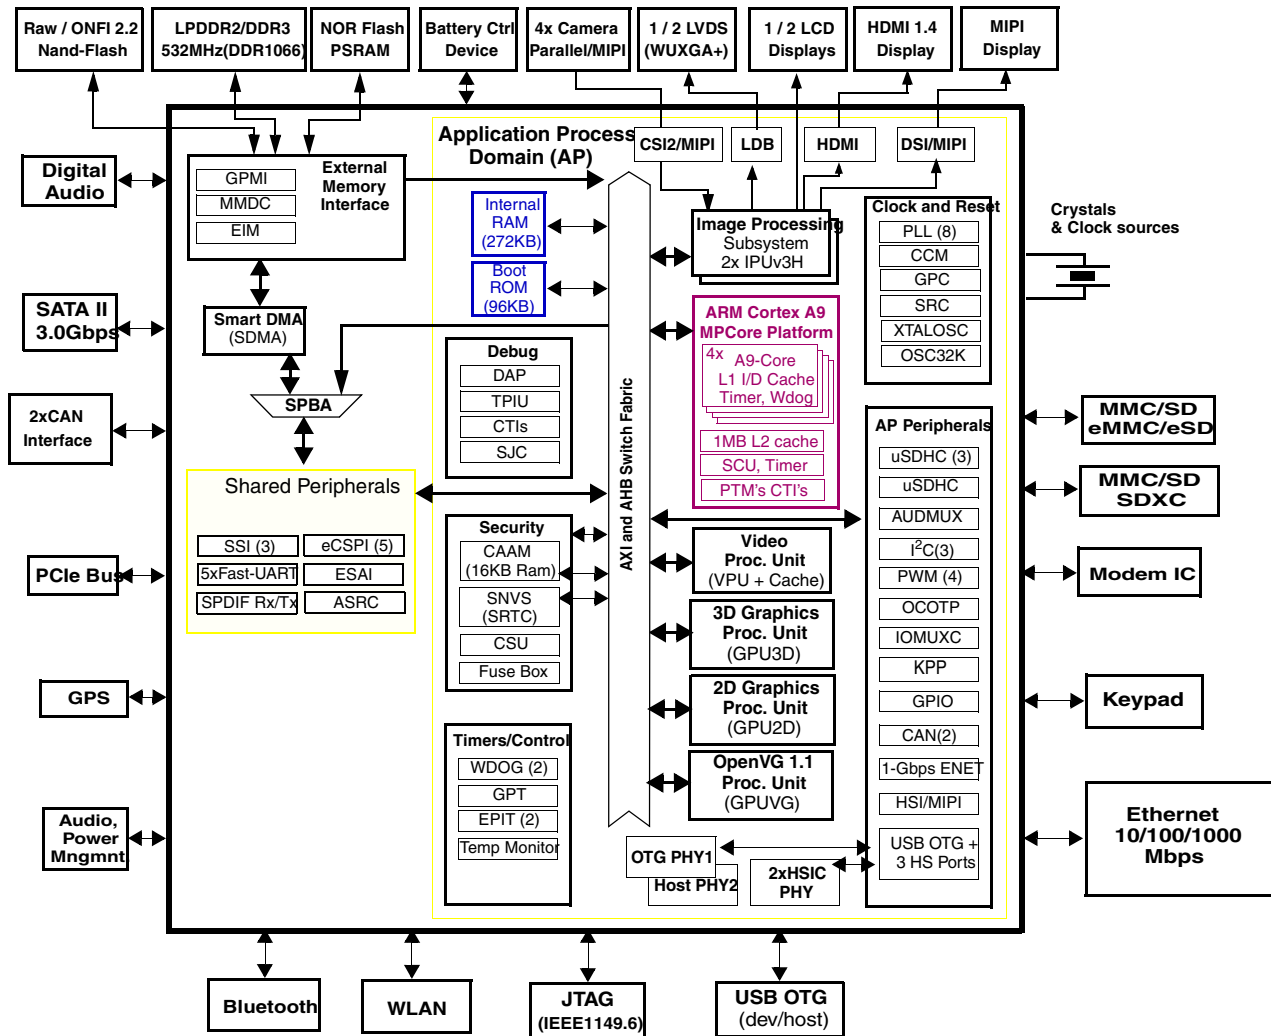 Raw / ONFI 2.2
Nand-Flash
LPDDR2/DDR3
532MHz(DDR1066)
NOR Flash
PSRAM
Battery Ctrl
Device
4x Camera
Parallel/MIPI
1 / 2 LVDS
(WUXGA+)
1 / 2 LCD
Displays
HDMI 1.4
Display
MIPI
Display
Digital
Audio
SATA II
3.0Gbps
2xCAN
Interface
PCIe Bus
GPS
Audio,
Power
Mngmnt.
External
Memory
Interface
GPMI
MMDC
EIM
Smart DMA
(SDMA)
SPBA
Shared Peripherals
SSI (3)
eCSPI (5)
5xFast-UART
ESAI
SPDIF Rx/Tx
ASRC
Application Process
Domain (AP)
Internal
RAM
(272KB)
Boot
ROM
(96KB)
Debug
DAP
TPIU
CTIs
SJC
Security
CAAM
(16KB Ram)
SNVS
(SRTC)
CSU
Fuse Box
Timers/Control
WDOG (2)
GPT
EPIT (2)
Temp Monitor
AXI and AHB Switch Fabric
CSI2/MIPI
LDB
HDMI
DSI/MIPI
Image Processing
Subsystem
2x IPUv3H
ARM Cortex A9
MPCore Platform
4x
A9-Core
L1 I/D Cache
Timer, Wdog
1MB L2 cache
SCU, Timer
PTM's CTI's
Video
Proc. Unit
(VPU + Cache)
3D Graphics
Proc. Unit
(GPU3D)
2D Graphics
Proc. Unit
(GPU2D)
OpenVG 1.1
Proc. Unit
(GPUVG)
OTG PHY1
Host PHY2
2xHSIC
PHY
Clock and Reset
PLL (8)
CCM
GPC
SRC
XTALOSC
OSC32K
AP Peripherals
uSDHC (3)
uSDHC
AUDMUX
I²C(3)
PWM (4)
OCOTP
IOMUXC
KPP
GPIO
CAN(2)
1-Gbps ENET
HSI/MIPI
USB OTG +
3 HS Ports
Crystals
& Clock sources
MMC/SD
eMMC/eSD
MMC/SD
SDXC
Modem IC
Keypad
Ethernet
10/100/1000
Mbps
Bluetooth
WLAN
JTAG
(IEEE1149.6)
USB OTG
(dev/host)